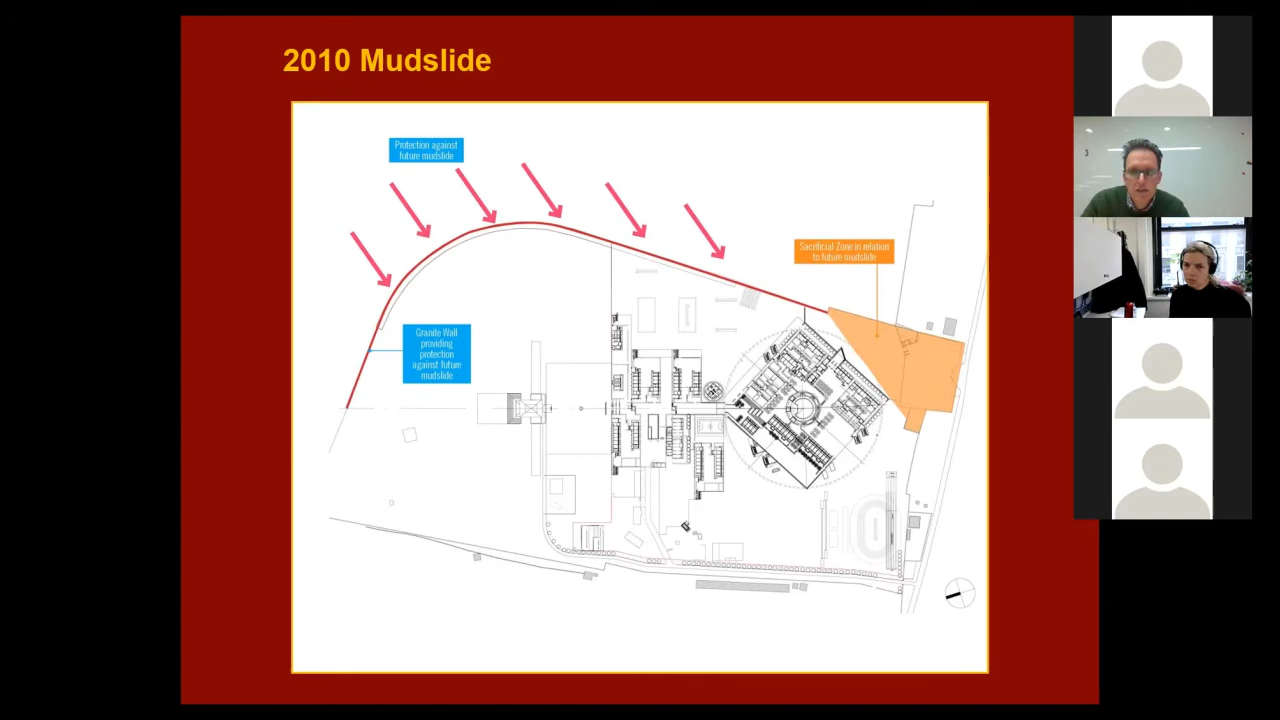 2010 Mudslide
Protection against
future mudslide
Sacrificial Zone in relation
to future mudslide
Granite Wall
providing
protection
against future
mudslide